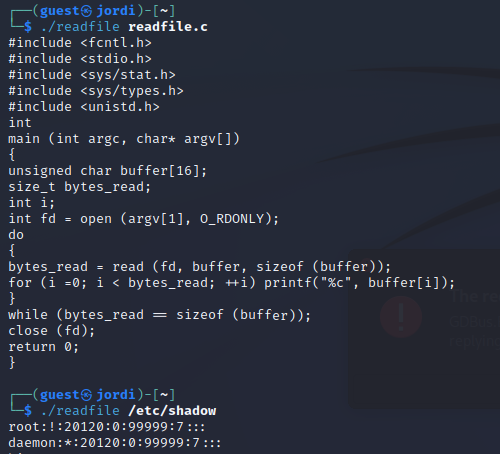 ┌──(guest㉿jordi)-[~]
└─$ ./readfile readfile.c
#include <fcntl.h>
#include <stdio.h>
#include <sys/stat.h>
#include <sys/types.h>
#include <unistd.h>
int
main (int argc, char* argv[])
{
unsigned char buffer[16];
size_t bytes_read;
int i;
int fd = open (argv[1], O_RDONLY);
do
{
bytes_read = read (fd, buffer, sizeof (buffer));
for (i =0; i < bytes_read; ++i) printf("%c", buffer[i]);
}
while (bytes_read == sizeof (buffer));
close (fd);
return 0;
}
┌──(guest㉿jordi)-[~]
└─$ ./readfile /etc/shadow
root:!:20120:0:99999:7:::
daemon:*:20120:0:99999:7:::